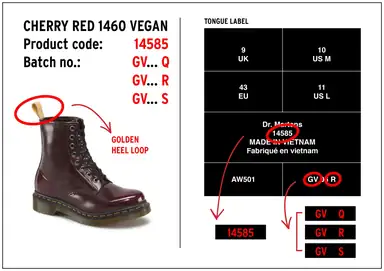 CHERRY RED 1460 VEGAN
Product code: 14585
Batch no.: GV... Q
GV... R
GV... S
GOLDEN
HEEL LOOP
TONGUE LABEL
9
UK
10
US M
43
EU
11
US L
Dr. Martens
14585
MADE IN VIETNAM
Fabriqué en vietnam
AW501
GV R
14585
GV Q
GV R
GV S